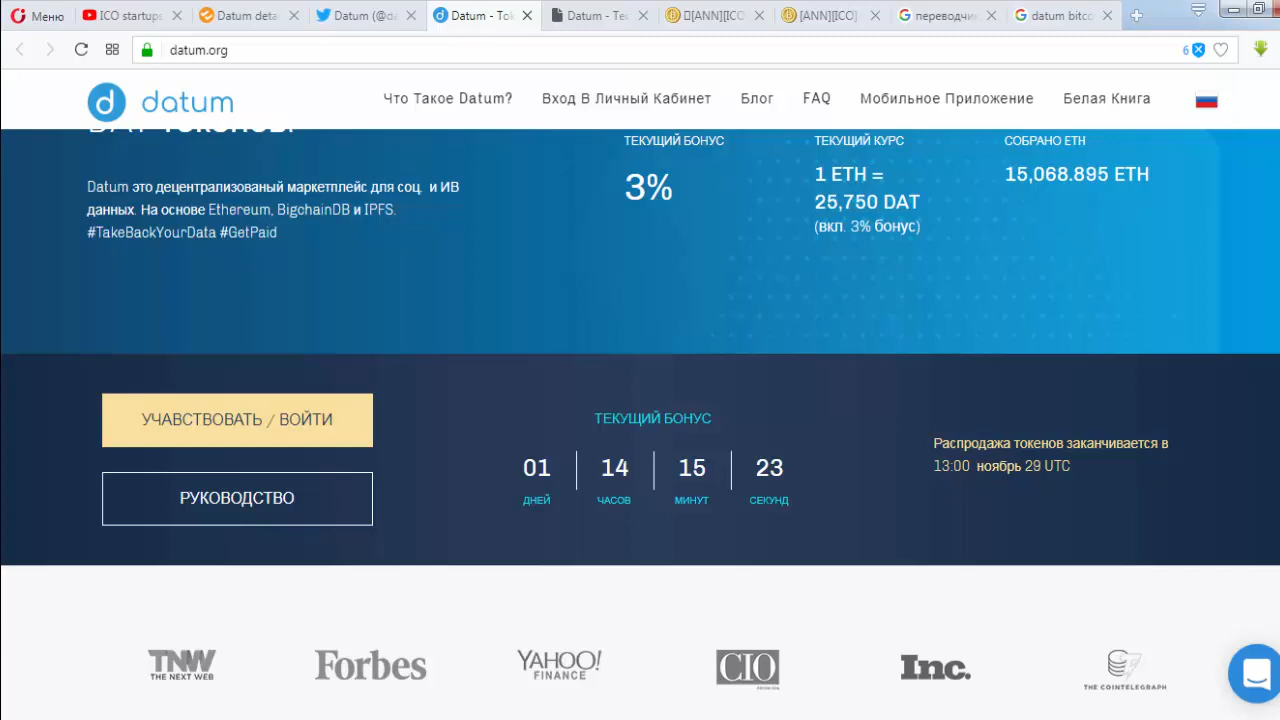 Меню
ICO startups
Datum deta
Datum (@da
Datum - Tok
Datum - Te
[ANN][ICO]
[ANN][ICO]
переводчи
datum bitco
datum.org
6
datum
Что Такое Datum?
Вход В Личный Кабинет
Блог
FAQ
Мобильное Приложение
Белая Книга
Datum это децентрализованый маркетплейс для соц. и ИВ
данных. На основе Ethereum, BigchainDB и IPFS.
#TakeBackYourData #GetPaid
ТЕКУЩИЙ БОНУС
3%
ТЕКУЩИЙ КУРС
1 ETH =
25,750 DAT
(вкл. 3% бонус)
СОБРАНО ETH
15,068.895 ETH
УЧАВСТВОВАТЬ / ВОЙТИ
РУКОВОДСТВО
ТЕКУЩИЙ БОНУС
01 14 15 23
ДНЕЙ ЧАСОВ МИНУТ СЕКУНД
Распродажа токенов заканчивается в
13:00 ноябрь 29 UTC
TNW
THE NEXT WEB
Forbes
YAHOO!
FINANCE
CIO
Inc.
THE COINTELEGRAPH